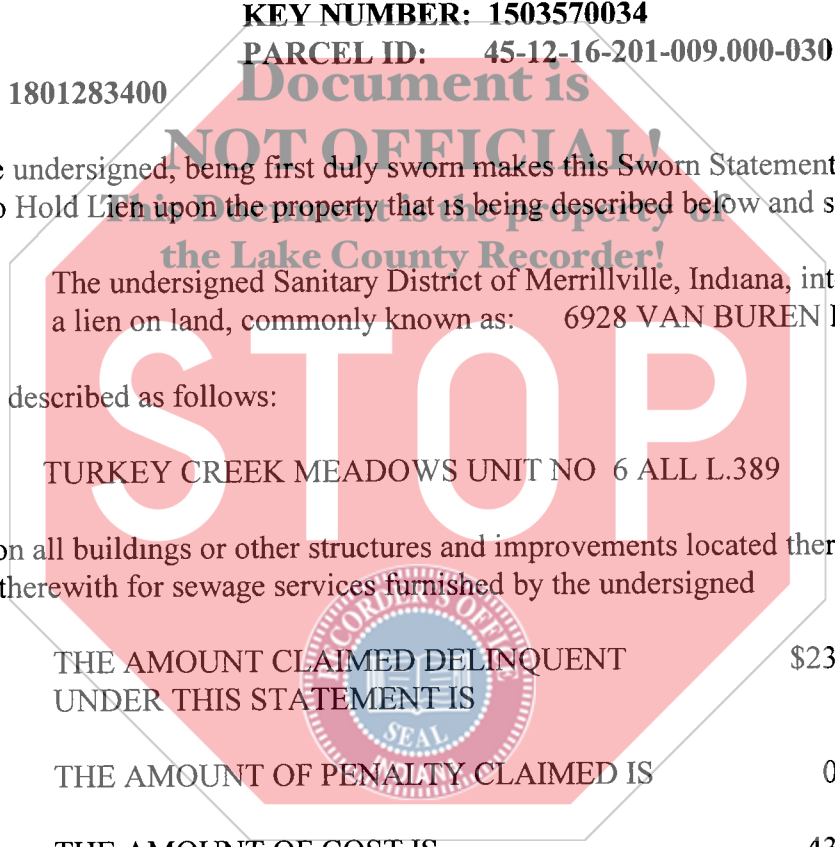 KEY NUMBER: 1503570034
PARCEL ID: 45-12-16-201-009.000-030
1801283400
Document is
NOT OFFICIAL!
undersigned, being first duly sworn makes this Sworn Statement
Hold Lien upon the property that is being described below and s
This Document is the property of
the Lake County Recorder!
The undersigned Sanitary District of Merrillville, Indiana, int
a lien on land, commonly known as: 6928 VAN BUREN
STOP
described as follows:
TURKEY CREEK MEADOWS UNIT NO 6 ALL L.389
on all buildings or other structures and improvements located ther
therewith for sewage services furnished by the undersigned
RECORDER'S OFFICE
SEAL
THE AMOUNT CLAIMED DELINQUENT $23
UNDER THIS STATEMENT IS
THE AMOUNT OF PENALTY CLAIMED IS 0
THE AMOUNT OF COST IS